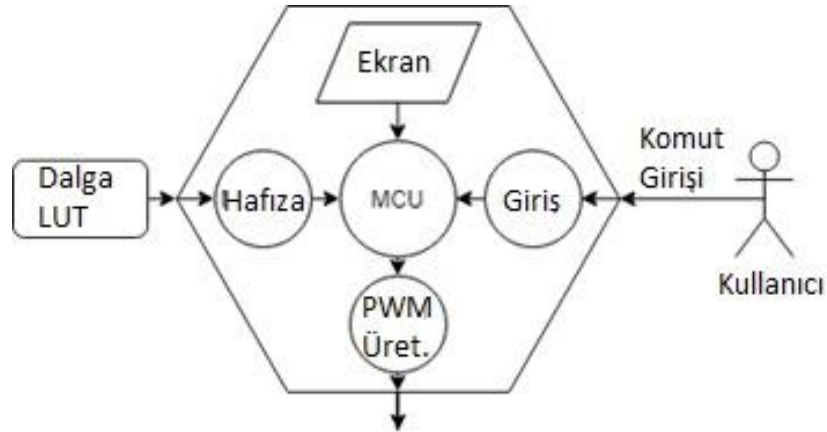 Ekran
Komut
Girişi
Dalga
LUT
Hafıza
MCU
Giriş
Kullanıcı
PWM
Üret.